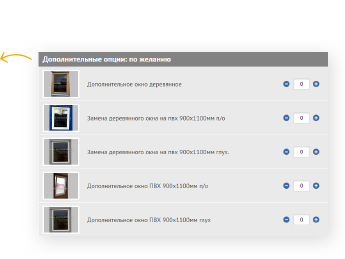 Дополнительные опции: по желанию
Дополнительное окно деревянное
0
Замена деревянного окна на пвх 900х1100мм п/о
0
Замена деревянного окна на пвх 900х1100мм глух.
0
Дополнительное окно ПВХ 900х1100мм п/о
0
Дополнительное окно ПВХ 900х1100мм глух
0